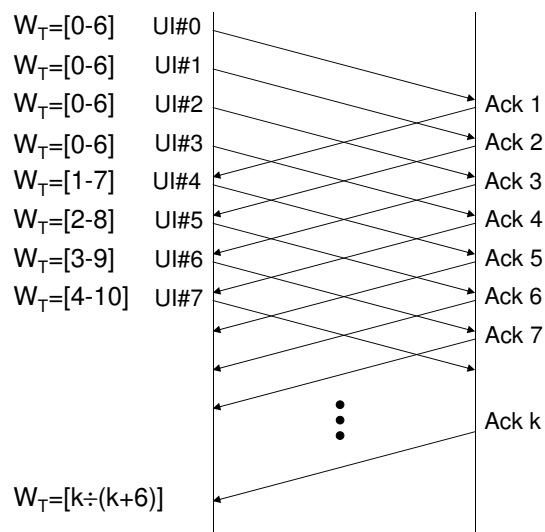 W_T=[0-6] UI#0
W_T=[0-6] UI#1
W_T=[0-6] UI#2 Ack 1
W_T=[0-6] UI#3 Ack 2
W_T=[1-7] UI#4 Ack 3
W_T=[2-8] UI#5 Ack 4
W_T=[3-9] UI#6 Ack 5
W_T=[4-10] UI#7 Ack 6
Ack 7
Ack k
W_T=[k÷(k+6)]